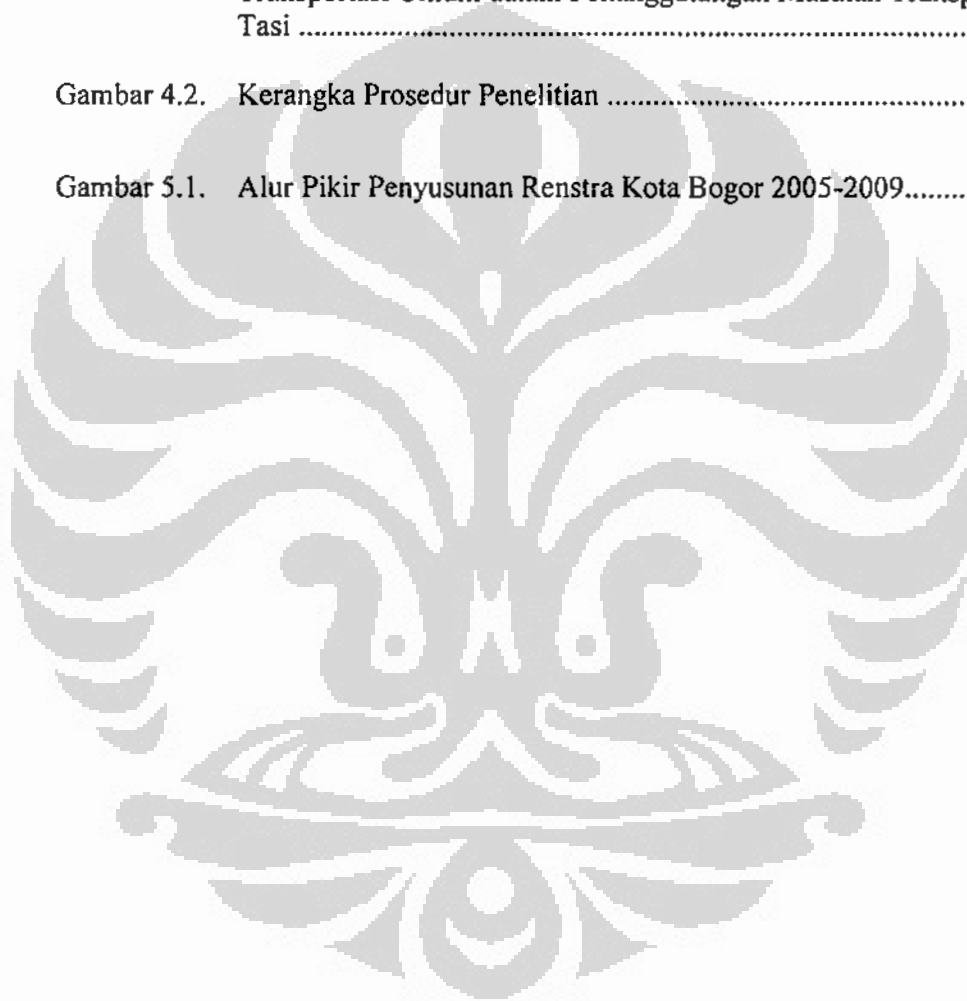 Tasi ........................................................................
Gambar 4.2. Kerangka Prosedur Penelitian ........................................
Gambar 5.1. Alur Pikir Penyusunan Renstra Kota Bogor 2005-2009........